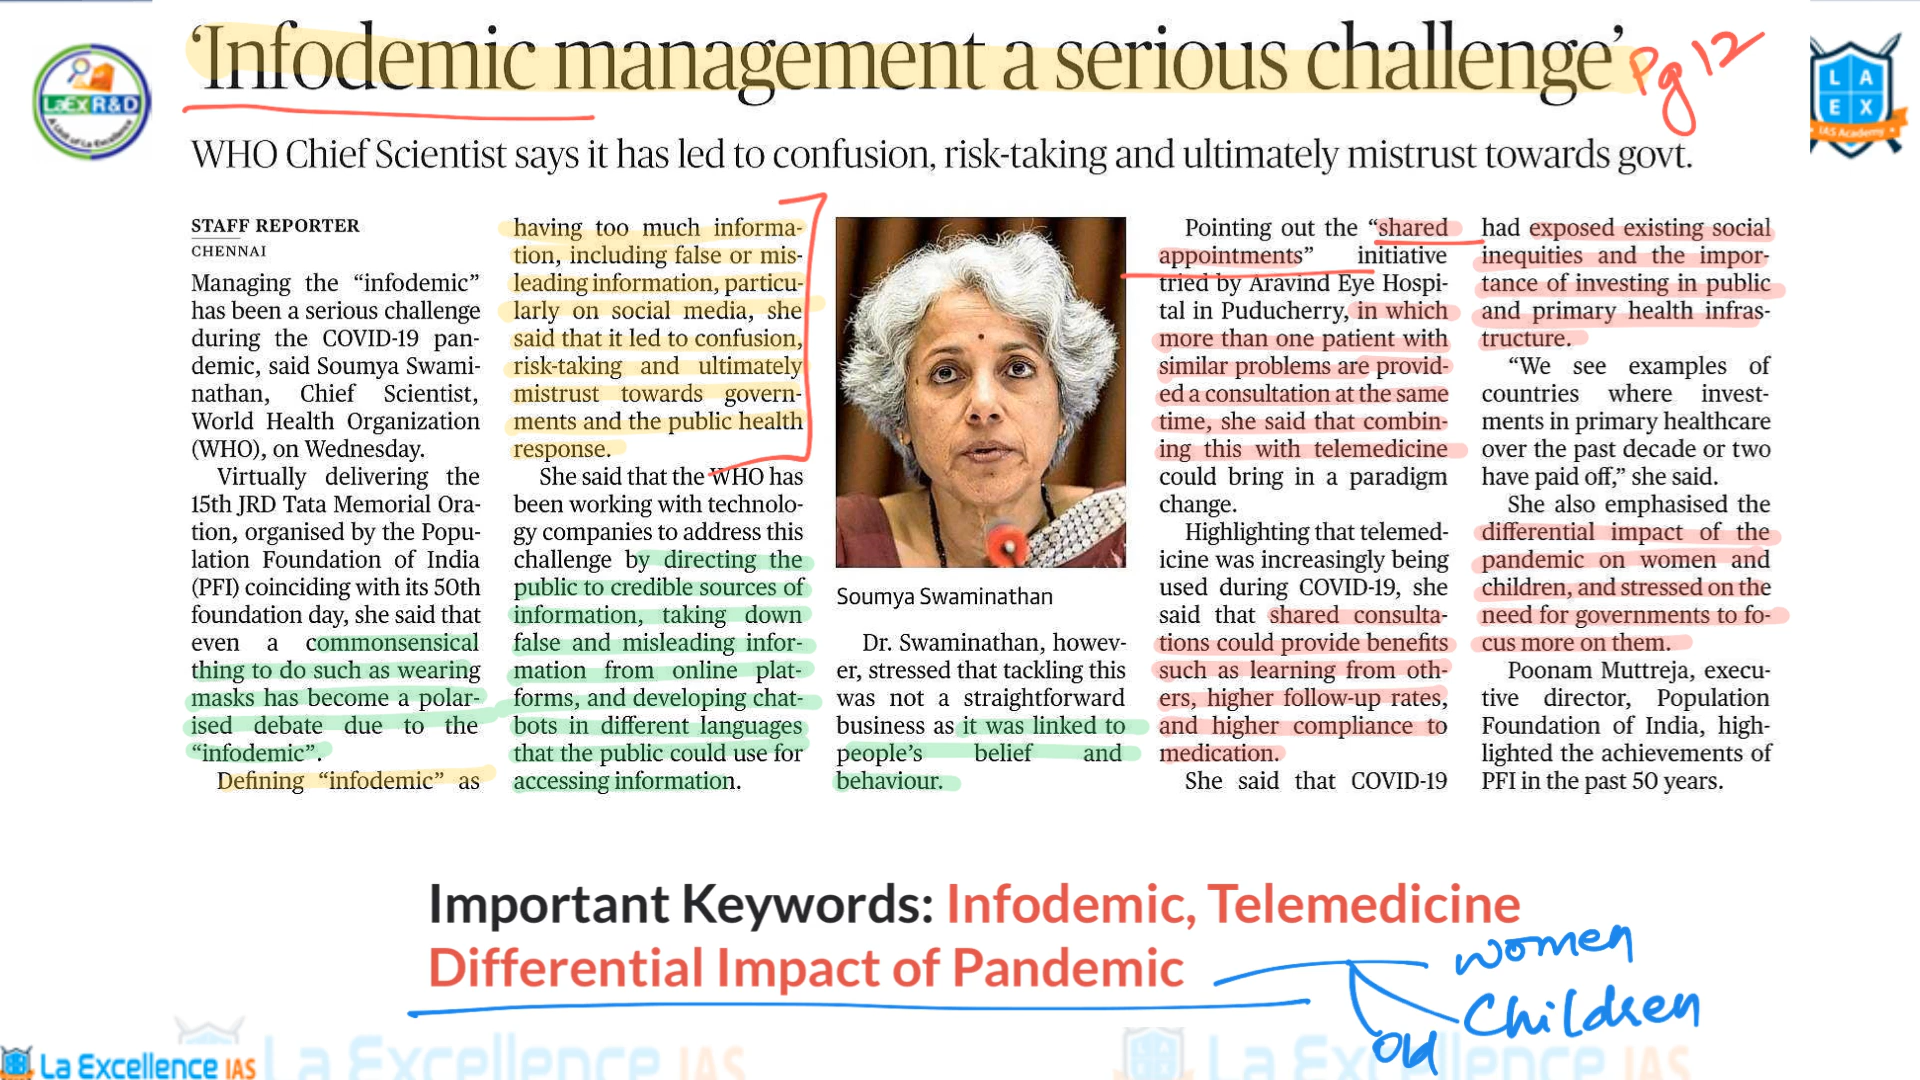 ‘Infodemic management a serious challenge’
Pg 12
WHO Chief Scientist says it has led to confusion, risk-taking and ultimately mistrust towards govt.
LaEx R&D
A Unit of La Excellence
L A
E X
IAS Academy
STAFF REPORTER
CHENNAI
Managing the “infodemic”
has been a serious challenge
during the COVID-19 pan-
demic, said Soumya Swami-
nathan, Chief Scientist,
World Health Organization
(WHO), on Wednesday.
Virtually delivering the
15th JRD Tata Memorial Ora-
tion, organised by the Popu-
lation Foundation of India
(PFI) coinciding with its 50th
foundation day, she said that
even a commonsensical
thing to do such as wearing
masks has become a polar-
ised debate due to the
“infodemic”.
Defining “infodemic” as
having too much informa-
tion, including false or mis-
leading information, particu-
larly on social media, she
said that it led to confusion,
risk-taking and ultimately
mistrust towards govern-
ments and the public health
response.
She said that the WHO has
been working with technolo-
gy companies to address this
challenge by directing the
public to credible sources of
information, taking down
false and misleading infor-
mation from online plat-
forms, and developing chat-
bots in different languages
that the public could use for
accessing information.
Soumya Swaminathan
Dr. Swaminathan, howev-
er, stressed that tackling this
was not a straightforward
business as it was linked to
people’s belief and
behaviour.
Pointing out the “shared
appointments” initiative
tried by Aravind Eye Hospi-
tal in Puducherry, in which
more than one patient with
similar problems are provid-
ed a consultation at the same
time, she said that combin-
ing this with telemedicine
could bring in a paradigm
change.
Highlighting that telemed-
icine was increasingly being
used during COVID-19, she
said that shared consulta-
tions could provide benefits
such as learning from oth-
ers, higher follow-up rates,
and higher compliance to
medication.
She said that COVID-19
had exposed existing social
inequities and the impor-
tance of investing in public
and primary health infras-
tructure.
“We see examples of
countries where invest-
ments in primary healthcare
over the past decade or two
have paid off,” she said.
She also emphasised the
differential impact of the
pandemic on women and
children, and stressed on the
need for governments to fo-
cus more on them.
Poonam Muttreja, execu-
tive director, Population
Foundation of India, high-
lighted the achievements of
PFI in the past 50 years.
Important Keywords: Infodemic, Telemedicine
Differential Impact of Pandemic
women
Children
old
La Excellence IAS
La Excellence IAS
La Excellence IAS